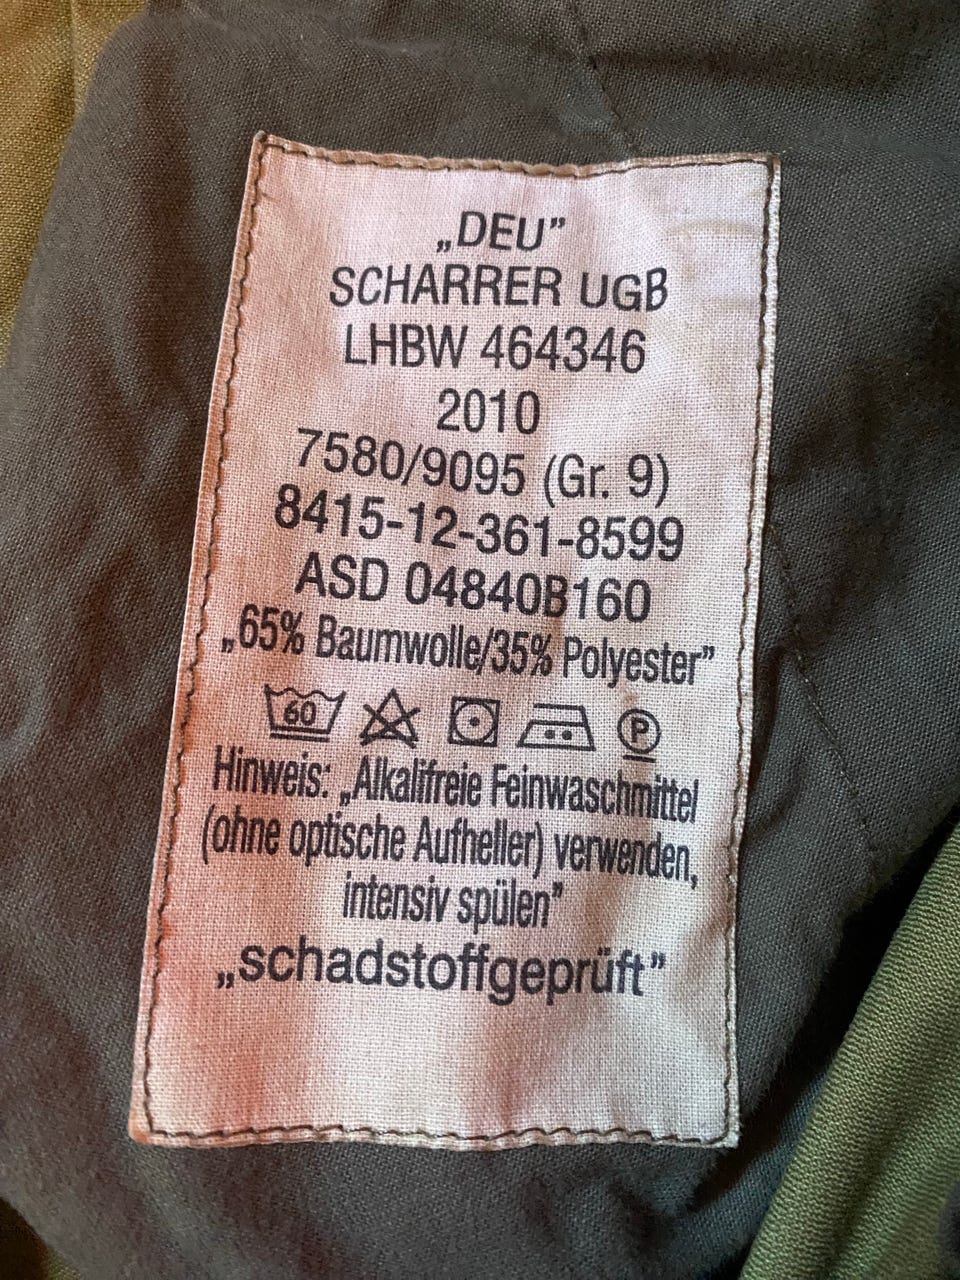 „DEU”
SCHARRER UGB
LHBW 464346
2010
7580/9095 (Gr. 9)
8415-12-361-8599
ASD 04840B160
„65% Baumwolle/35% Polyester”
60 P
Hinweis: „Alkalifreie Feinwaschmittel
(ohne optische Aufheller) verwenden,
intensiv spülen”
„schadstoffgeprüft”